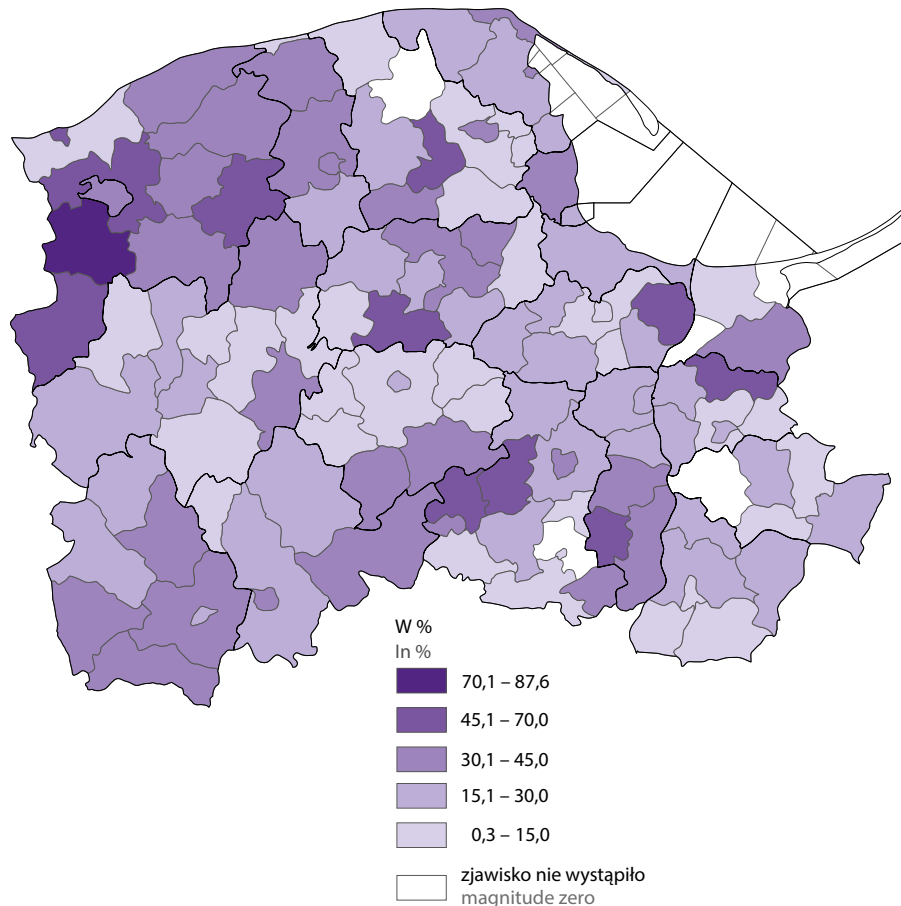 W %
In %
70,1 – 87,6
45,1 – 70,0
30,1 – 45,0
15,1 – 30,0
0,3 – 15,0
zjawisko nie wystąpiło
magnitude zero